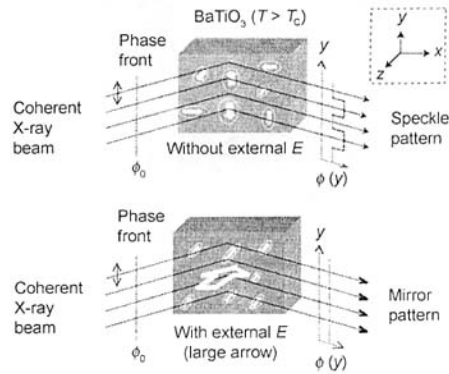 BaTiO₃ (T > Tc)
Phase
front
y
y
x
z
Coherent
X-ray
beam
Speckle
pattern
Without external E
ϕ₀
ϕ (y)
Phase
front
y
Coherent
X-ray
beam
Mirror
pattern
With external E
(large arrow)
ϕ₀
ϕ (y)